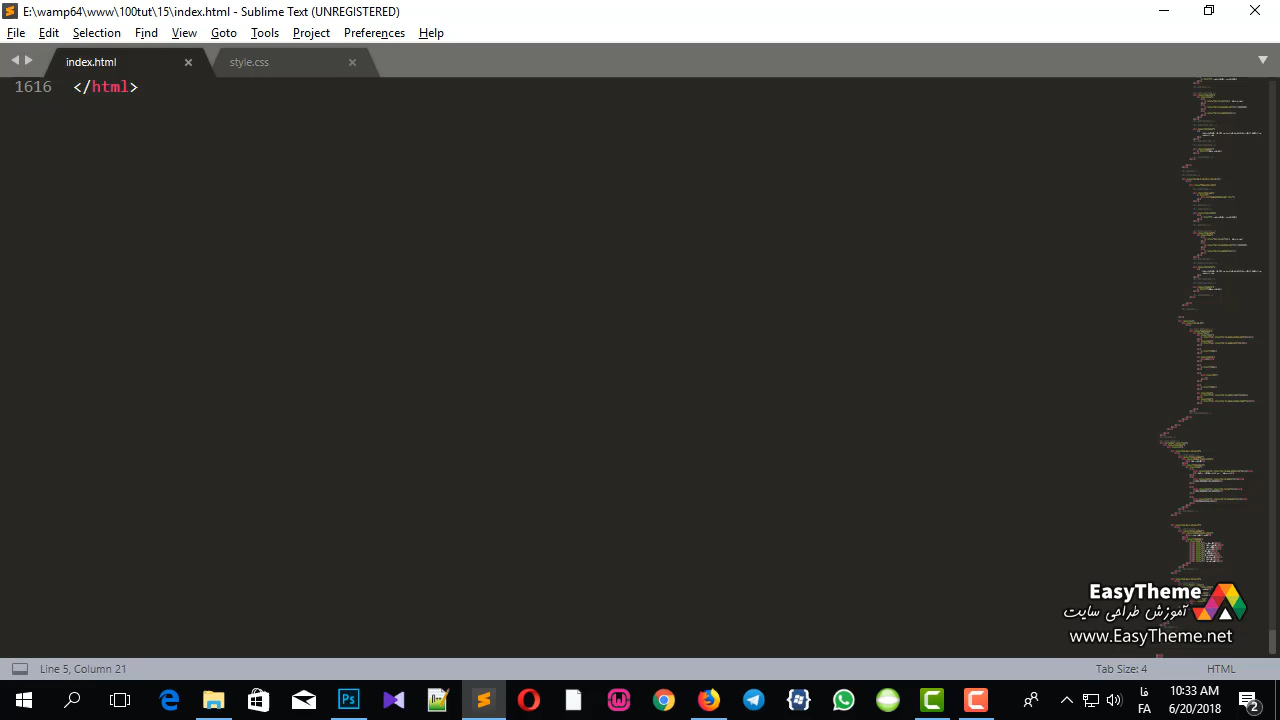 E:\wamp64\www\100tut\15\index.html - Sublime Text (UNREGISTERED)
File Edit Selection Find View Goto Tools Project Preferences Help
index.html style.css
1616 </html>
EasyTheme
آموزش طراحی سایت
www.EasyTheme.net
Line 5, Column 21 Tab Size: 4 HTML
فا 10:33 AM
FA 6/20/2018 2